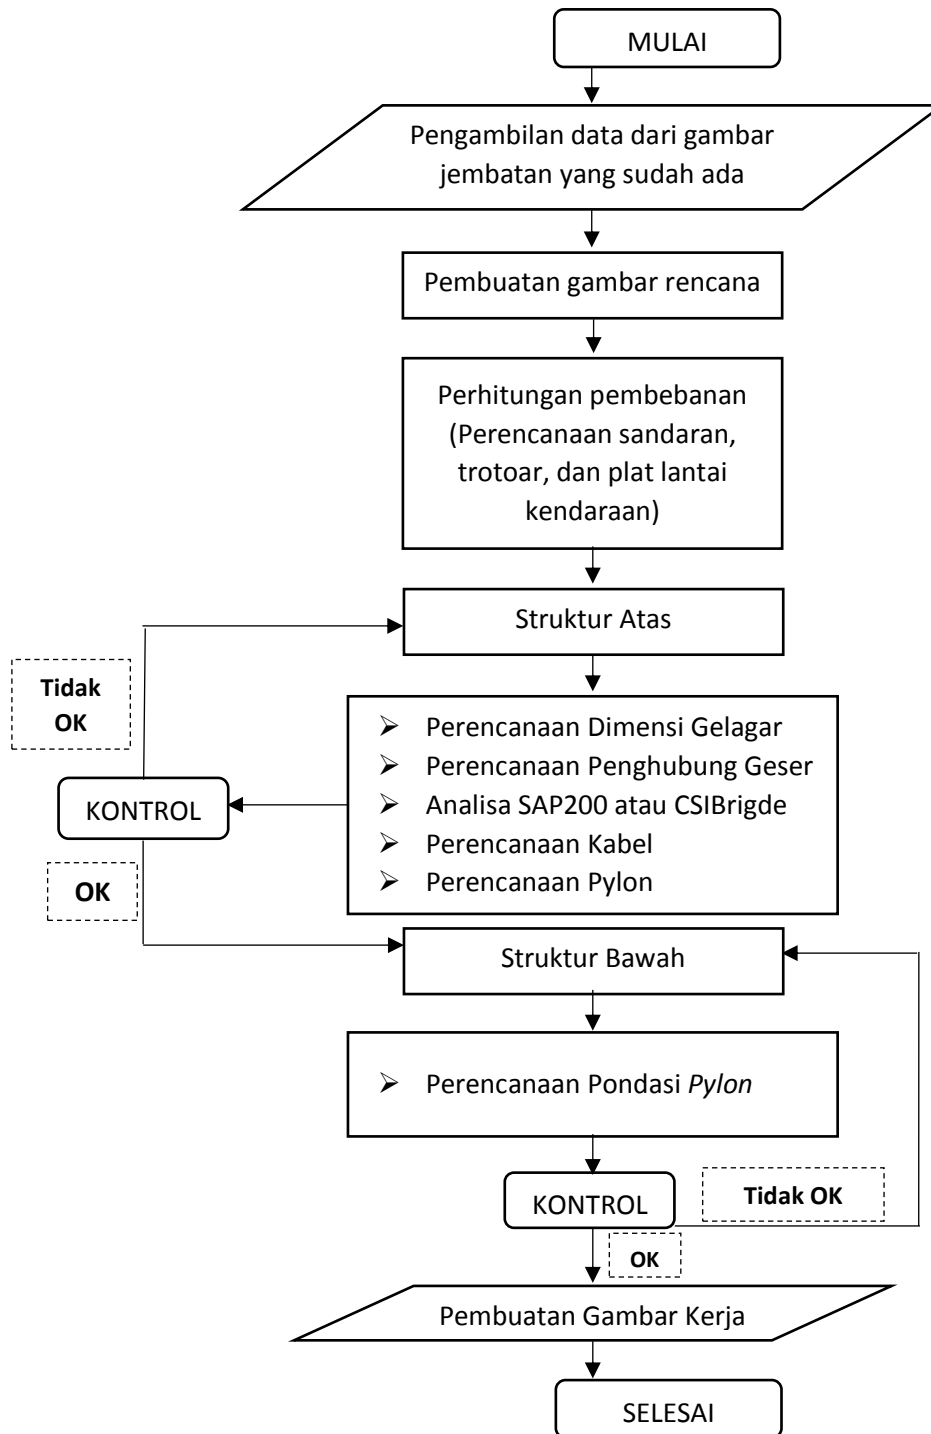 MULAI
Pengambilan data dari gambar
jembatan yang sudah ada
Pembuatan gambar rencana
Perhitungan pembebanan
(Perencanaan sandaran,
trotoar, dan plat lantai
kendaraan)
Struktur Atas
Tidak
OK
Perencanaan Dimensi Gelagar
Perencanaan Penghubung Geser
Analisa SAP200 atau CSIBrigde
Perencanaan Kabel
Perencanaan Pylon
KONTROL
OK
Struktur Bawah
Perencanaan Pondasi Pylon
KONTROL
Tidak OK
OK
Pembuatan Gambar Kerja
SELESAI